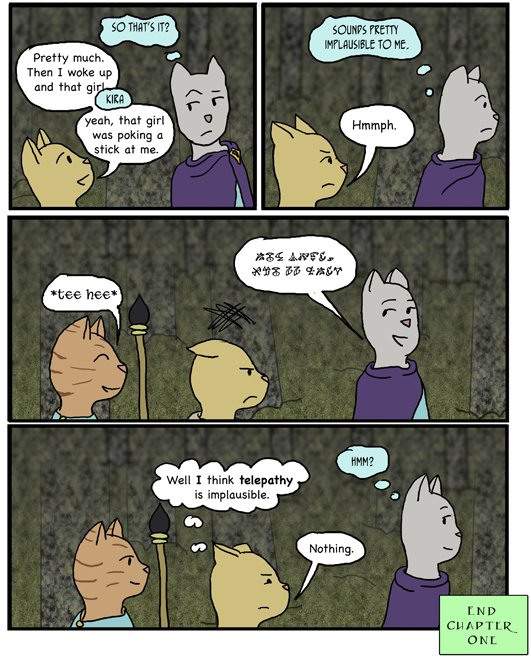 SO THAT'S IT?
Pretty much.
Then I woke up
and that girl
KIRA
yeah, that girl
was poking a
stick at me.
SOUNDS PRETTY
IMPLAUSIBLE TO ME.
Hmmph.
*tee hee*
Well I think telepathy
is implausible.
HMM?
Nothing.
END
CHAPTER
ONE